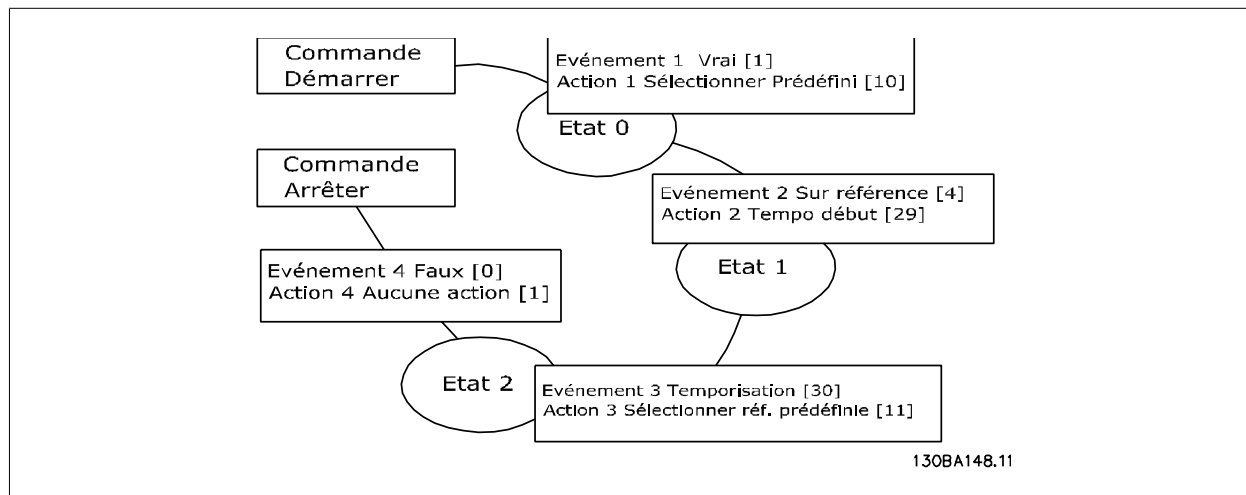 Commande
Démarrer
Evénement 1 Vrai [1]
Action 1 Sélectionner Prédéfini [10]
Etat 0
Commande
Arrêter
Evénement 2 Sur référence [4]
Action 2 Tempo début [29]
Etat 1
Evénement 4 Faux [0]
Action 4 Aucune action [1]
Etat 2
Evénement 3 Temporisation [30]
Action 3 Sélectionner réf. prédéfinie [11]
130BA148.11